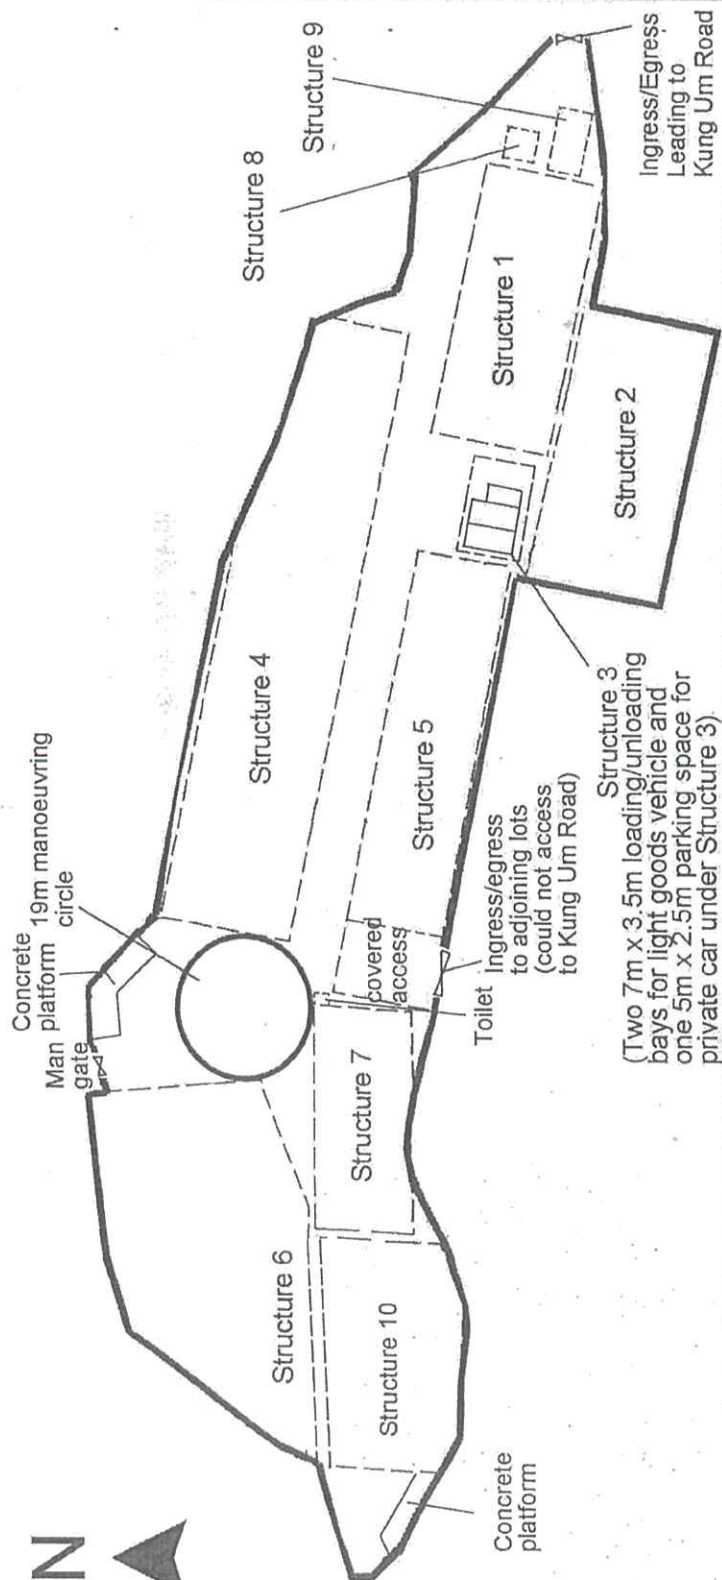 N
Concrete
platform
19m manoeuvring
circle
Man
gate
Structure 8
Structure 9
Structure 4
Structure 6
Structure 7
Structure 10
covered
access
Structure 5
Structure 1
Structure 2
Ingress/Egress
Leading to
Kung Um Road
Toilet
Ingress/egress
to adjoining lots
(could not access
to Kung Um Road)
Concrete
platform
Structure 3
(Two 7m x 3.5m loading/unloading
bays for light goods vehicle and
one 5m x 2.5m parking space for
private car under Structure 3)